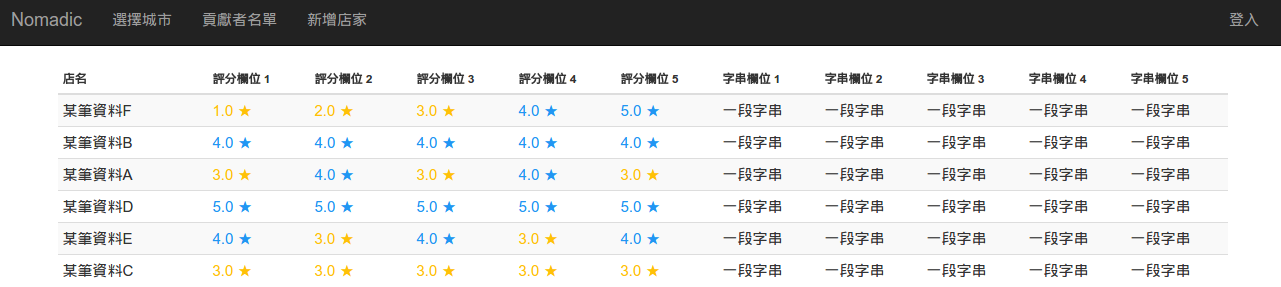 Nomadic 選擇城市 貢獻者名單 新增店家 登入
店名 評分欄位 1 評分欄位 2 評分欄位 3 評分欄位 4 評分欄位 5 字串欄位 1 字串欄位 2 字串欄位 3 字串欄位 4 字串欄位 5
某筆資料F 1.0 ★ 2.0 ★ 3.0 ★ 4.0 ★ 5.0 ★ 一段字串 一段字串 一段字串 一段字串 一段字串
某筆資料B 4.0 ★ 4.0 ★ 4.0 ★ 4.0 ★ 4.0 ★ 一段字串 一段字串 一段字串 一段字串 一段字串
某筆資料A 3.0 ★ 4.0 ★ 3.0 ★ 4.0 ★ 3.0 ★ 一段字串 一段字串 一段字串 一段字串 一段字串
某筆資料D 5.0 ★ 5.0 ★ 5.0 ★ 5.0 ★ 5.0 ★ 一段字串 一段字串 一段字串 一段字串 一段字串
某筆資料E 4.0 ★ 3.0 ★ 4.0 ★ 3.0 ★ 4.0 ★ 一段字串 一段字串 一段字串 一段字串 一段字串
某筆資料C 3.0 ★ 3.0 ★ 3.0 ★ 3.0 ★ 3.0 ★ 一段字串 一段字串 一段字串 一段字串 一段字串